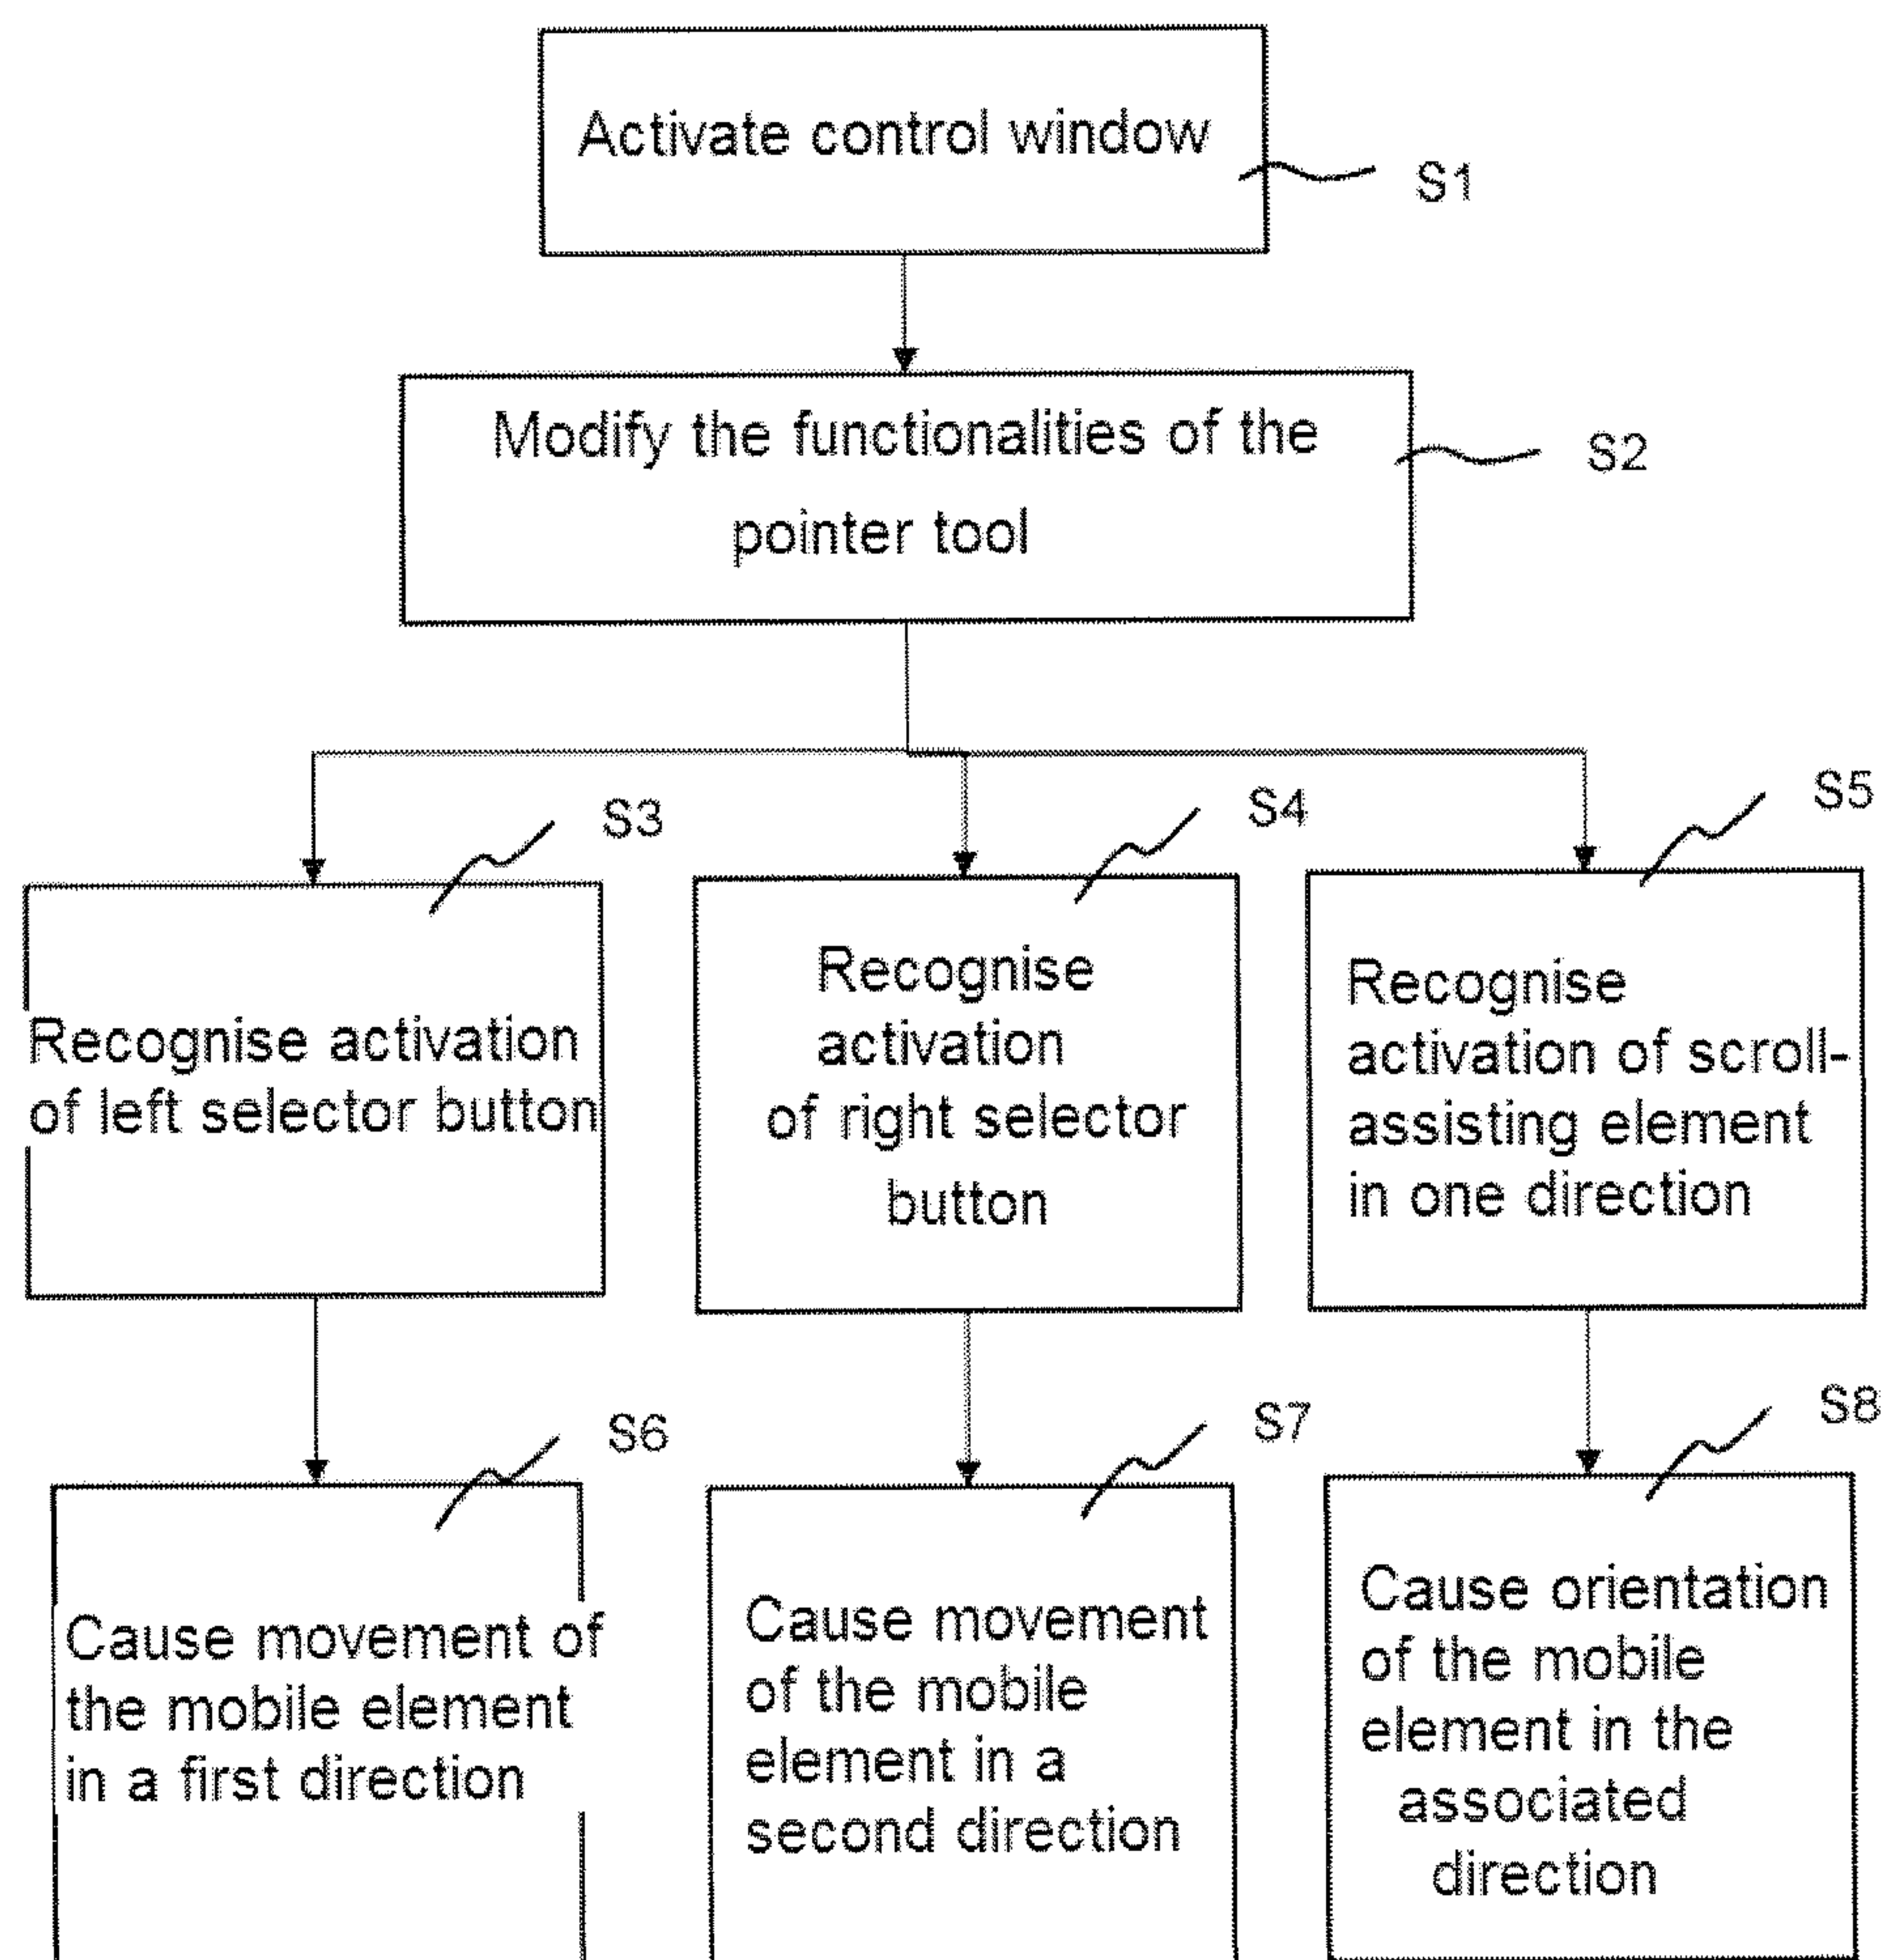 Activate control window
S1
Modify the functionalities of the
pointer tool
S2
S3
Recognise activation
of left selector button
S4
Recognise
activation
of right selector
button
S5
Recognise
activation of scroll-
assisting element
in one direction
S6
Cause movement of
the mobile element
in a first direction
S7
Cause movement
of the mobile
element in a
second direction
S8
Cause orientation
of the mobile
element in the
associated
direction